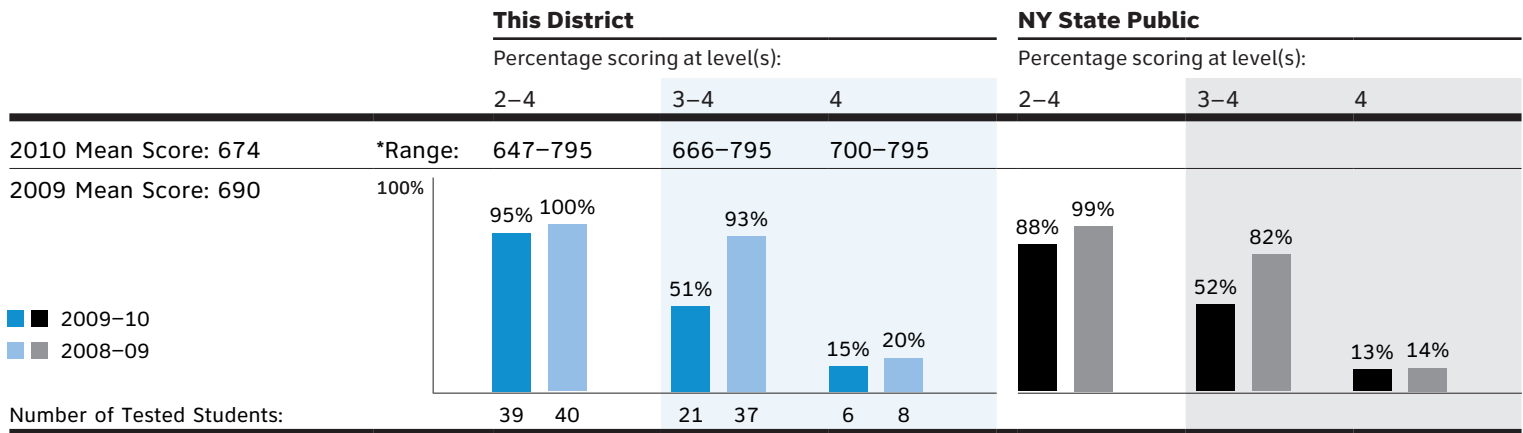 This District NY State Public
Percentage scoring at level(s): Percentage scoring at level(s):
2–4 3–4 4 2–4 3–4 4
2010 Mean Score: 674 *Range: 647–795 666–795 700–795
2009 Mean Score: 690 100%
95% 100% 93% 88% 99% 82%
51% 52%
15% 20% 13% 14%
2009–10
2008–09
Number of Tested Students: 39 40 21 37 6 8